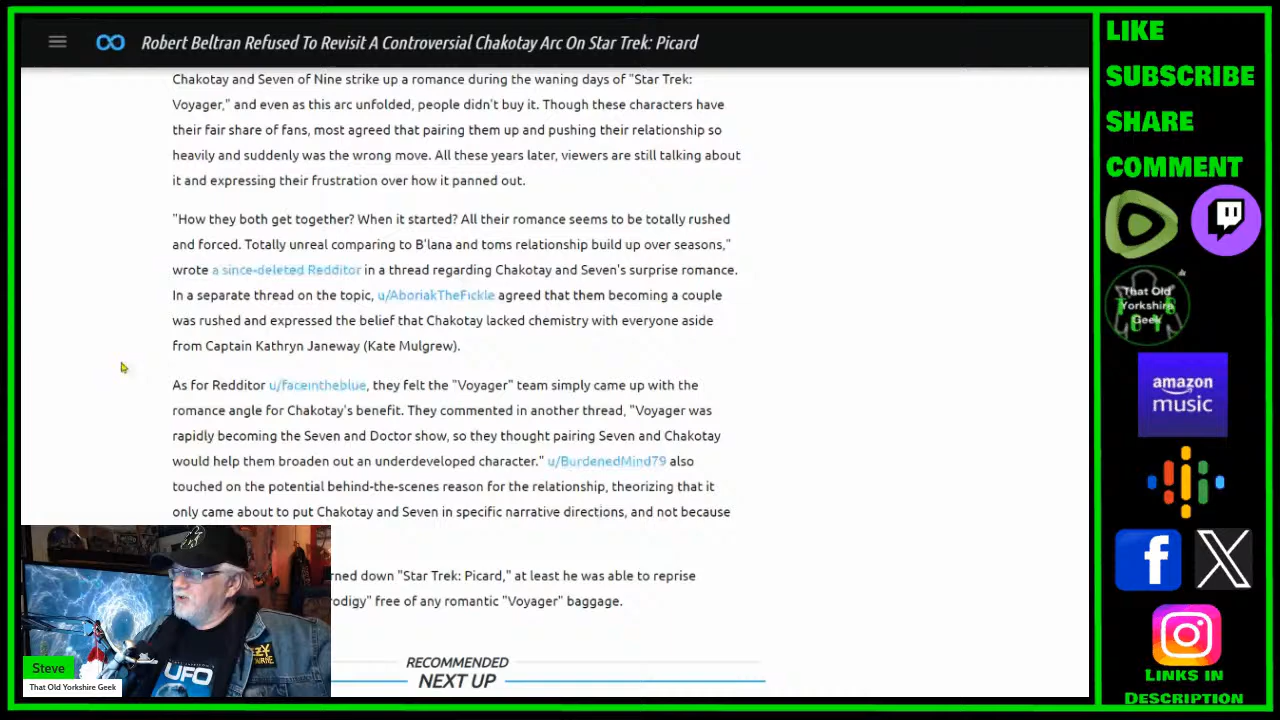 Robert Beltran Refused To Revisit A Controversial Chakotay Arc On Star Trek: Picard
Chakotay and Seven of Nine strike up a romance during the waning days of "Star Trek:
Voyager," and even as this arc unfolded, people didn't buy it. Though these characters have
their fair share of fans, most agreed that pairing them up and pushing their relationship so
heavily and suddenly was the wrong move. All these years later, viewers are still talking about
it and expressing their frustration over how it panned out.
"How they both get together? When it started? All their romance seems to be totally rushed
and forced. Totally unreal comparing to B'lana and toms relationship build up over seasons,"
wrote a since-deleted Redditor in a thread regarding Chakotay and Seven's surprise romance.
In a separate thread on the topic, u/AboriakTheFickle agreed that them becoming a couple
was rushed and expressed the belief that Chakotay lacked chemistry with everyone aside
from Captain Kathryn Janeway (Kate Mulgrew).
As for Redditor u/faceintheblue, they felt the "Voyager" team simply came up with the
romance angle for Chakotay's benefit. They commented in another thread, "Voyager was
rapidly becoming the Seven and Doctor show, so they thought pairing Seven and Chakotay
would help them broaden out an underdeveloped character." u/BurdenedMind79 also
touched on the potential behind-the-scenes reason for the relationship, theorizing that it
only came about to put Chakotay and Seven in specific narrative directions, and not because
rned down "Star Trek: Picard," at least he was able to reprise
rodigy" free of any romantic "Voyager" baggage.
RECOMMENDED
NEXT UP
UFO
Steve
That Old Yorkshire Geek
LIKE
SUBSCRIBE
SHARE
COMMENT
That Old
Yorkshire
Geek
amazon
music
LINKS IN
DESCRIPTION